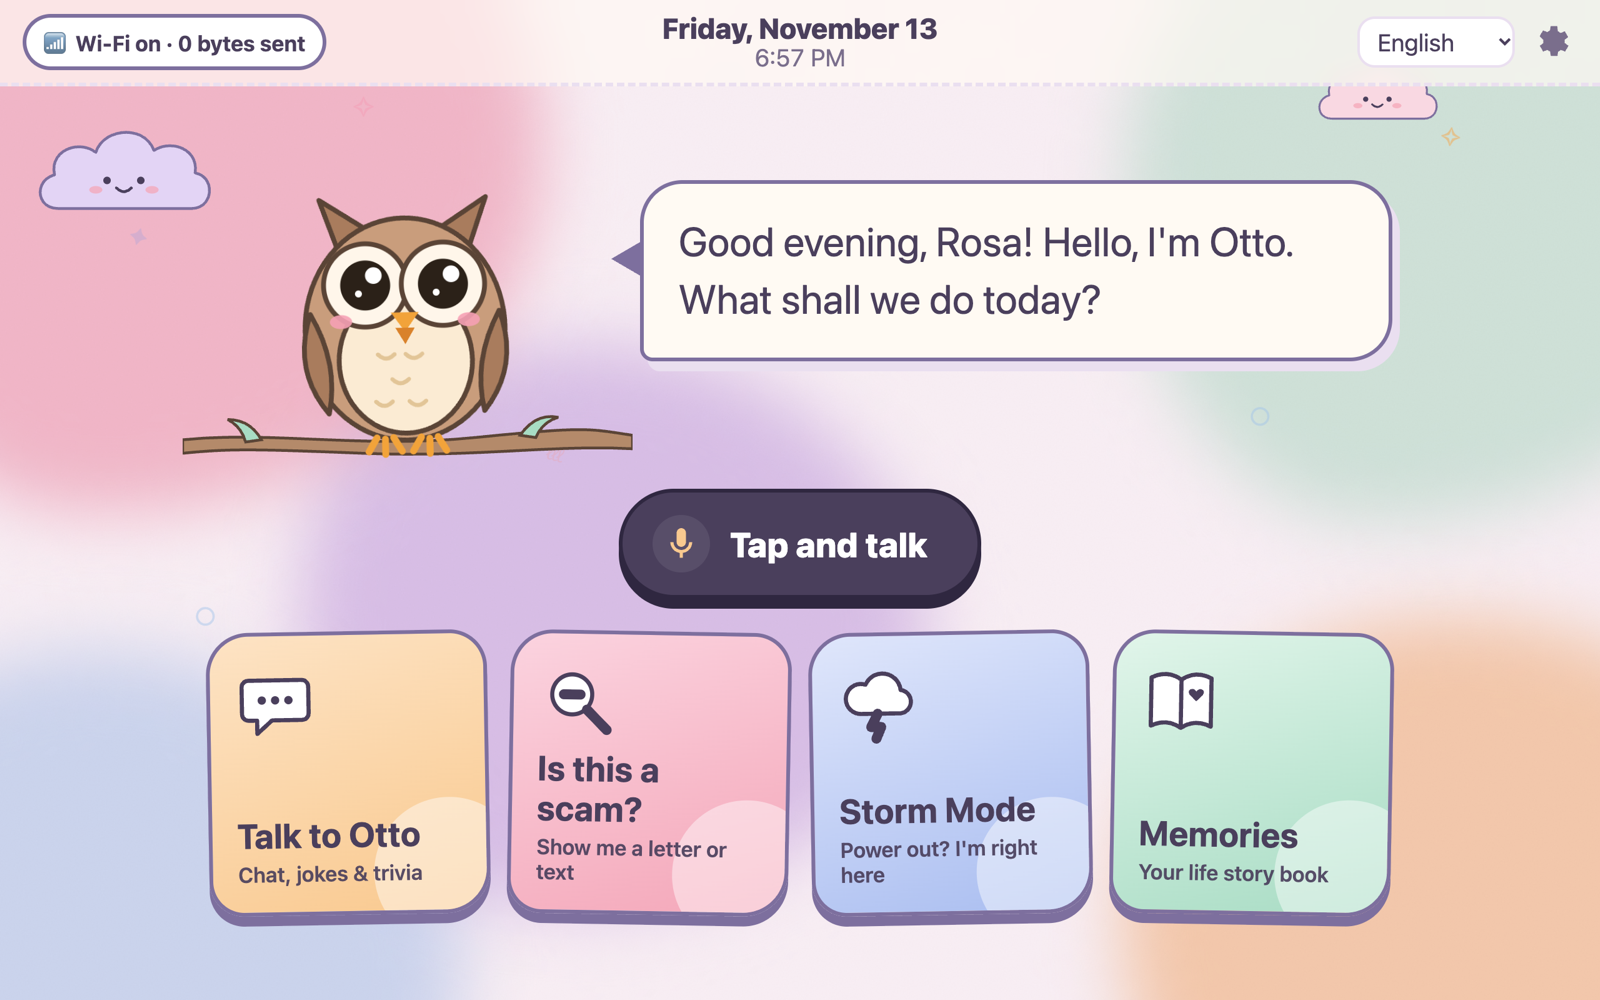 Wi-Fi on · 0 bytes sent
Friday, November 13
6:57 PM
English
Good evening, Rosa! Hello, I'm Otto.
What shall we do today?
Tap and talk
Talk to Otto
Chat, jokes & trivia
Is this a
scam?
Show me a letter or
text
Storm Mode
Power out? I'm right
here
Memories
Your life story book